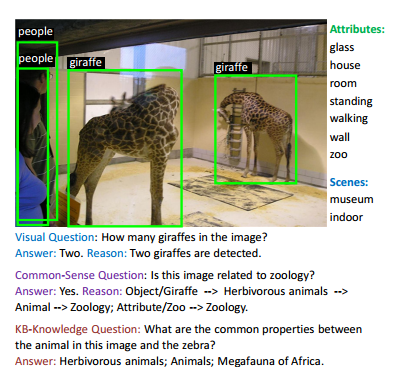 people
people
giraffe
giraffe
Attributes:
glass
house
room
standing
walking
wall
zoo
Scenes:
museum
indoor
Visual Question: How many giraffes in the image?
Answer: Two. Reason: Two giraffes are detected.
Common-Sense Question: Is this image related to zoology?
Answer: Yes. Reason: Object/Giraffe --> Herbivorous animals -->
Animal --> Zoology; Attribute/Zoo --> Zoology.
KB-Knowledge Question: What are the common properties between
the animal in this image and the zebra?
Answer: Herbivorous animals; Animals; Megafauna of Africa.